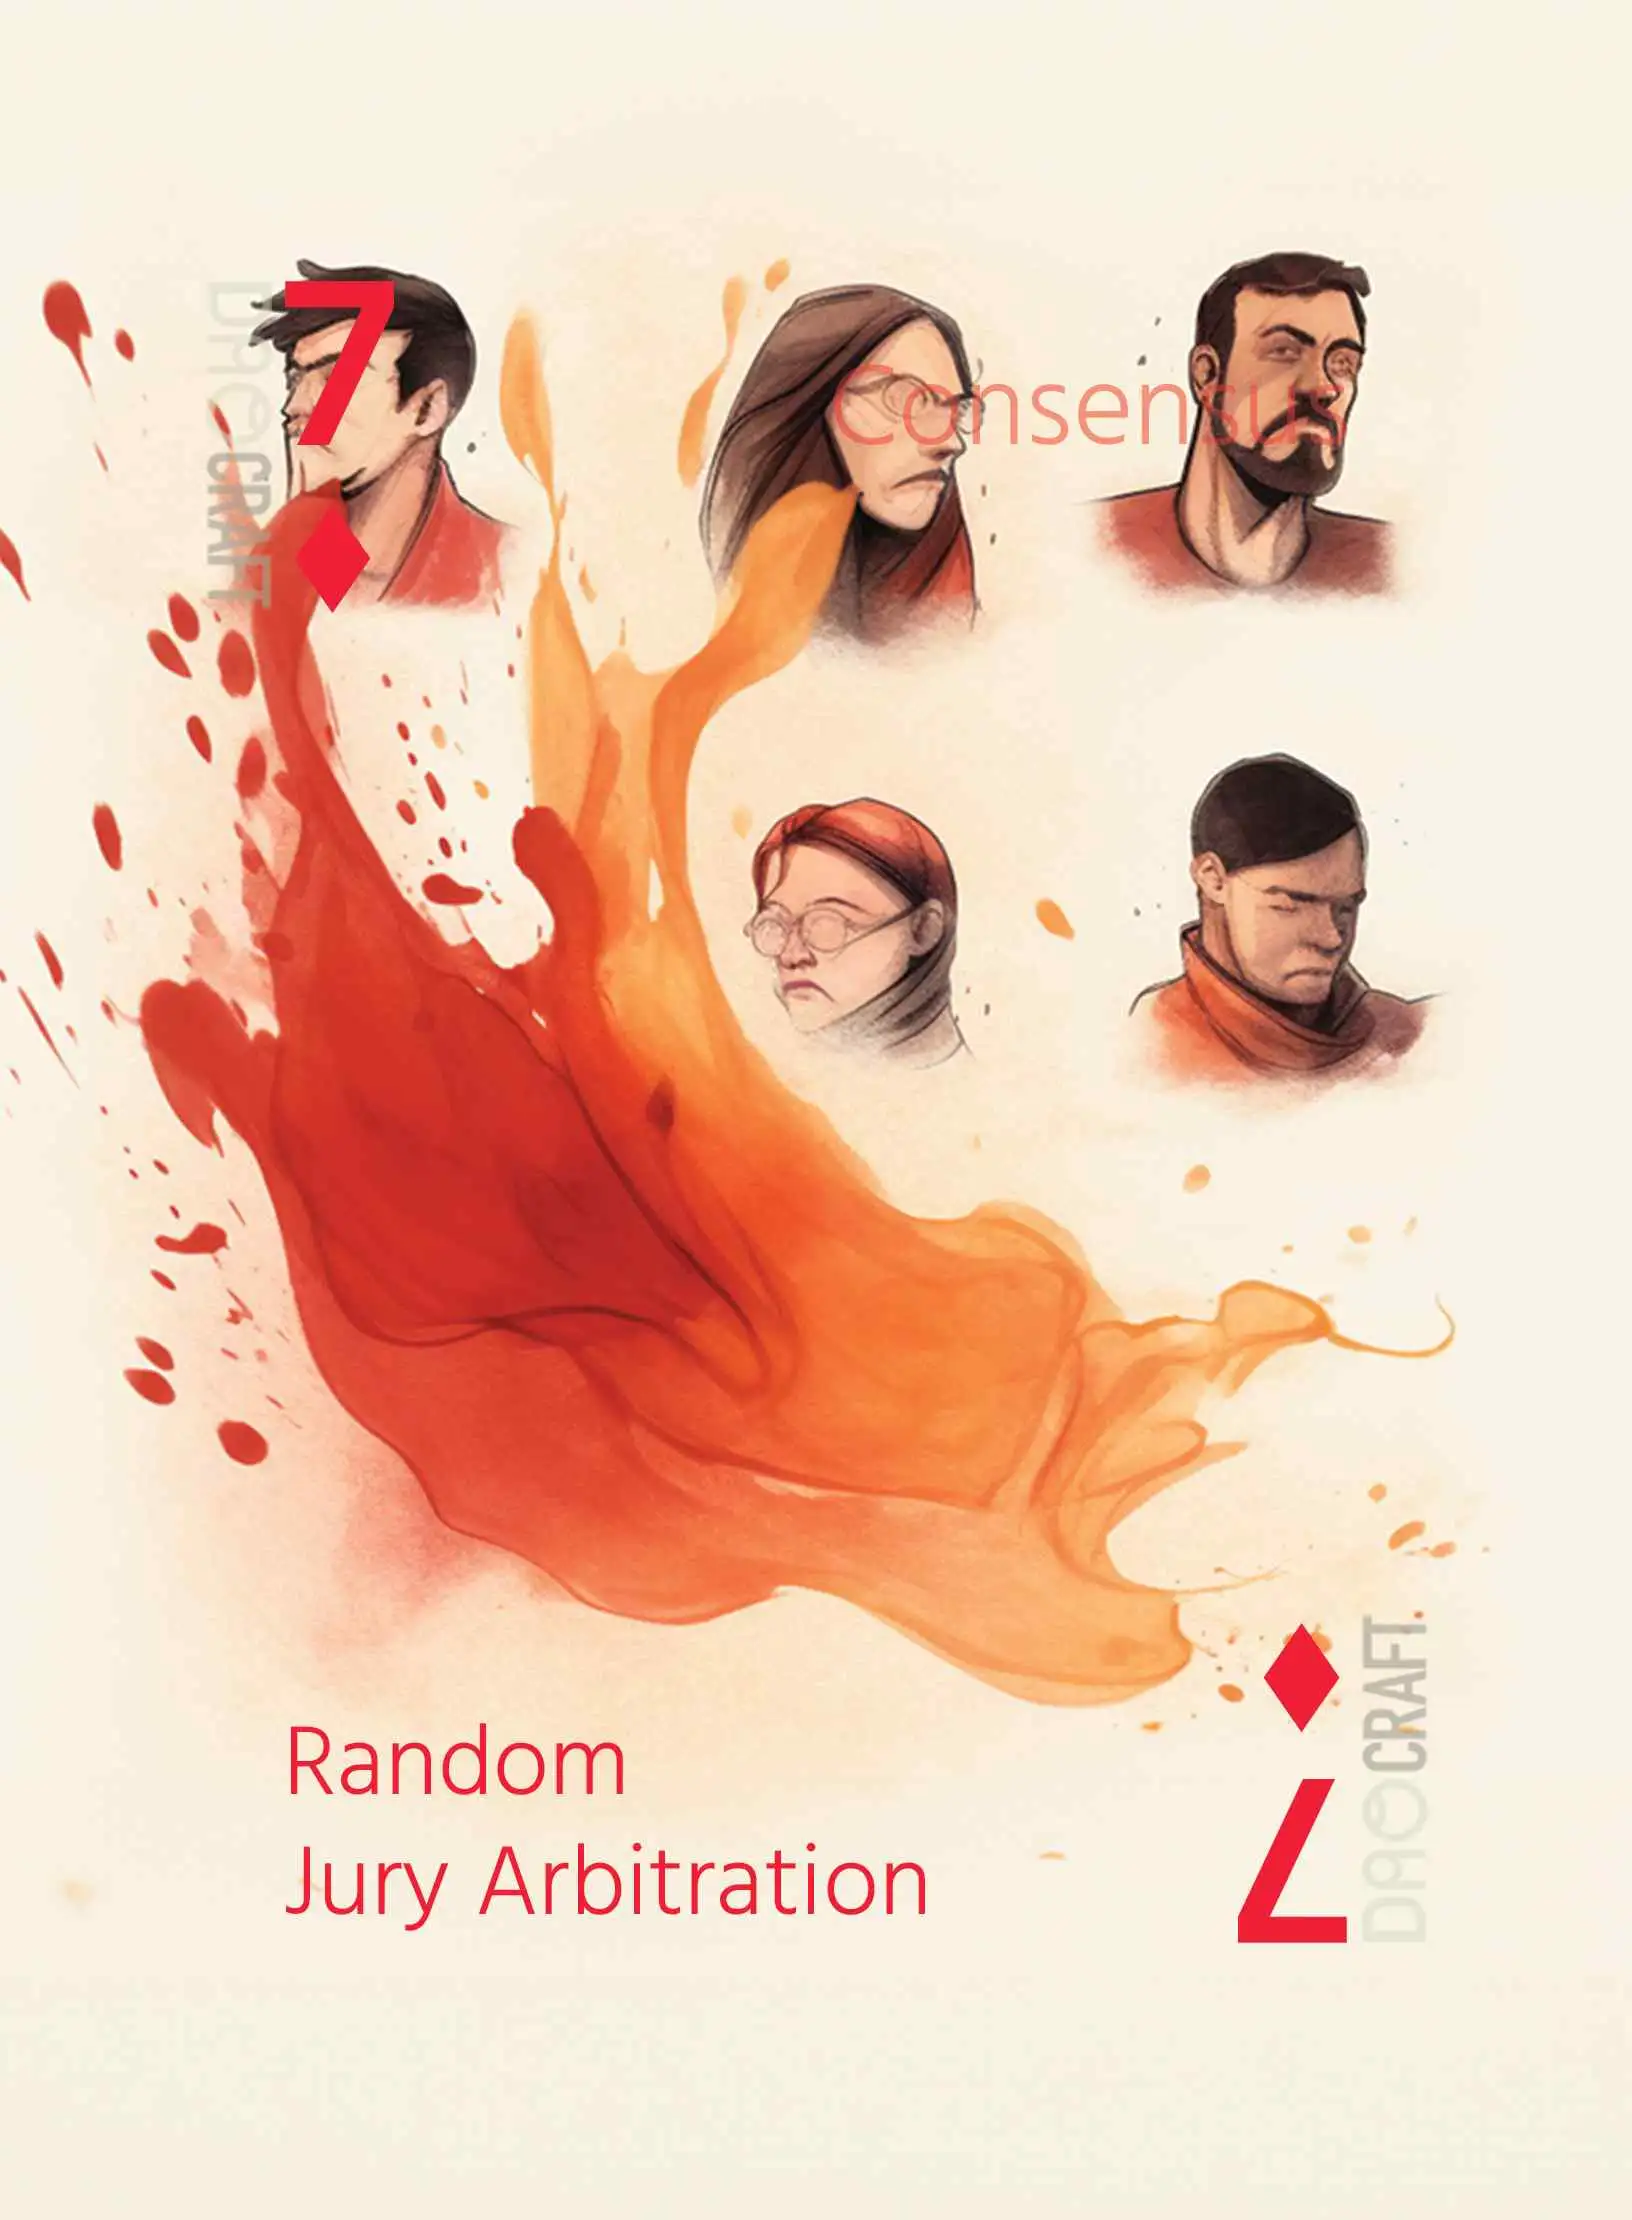 7
DAOCRAFT
Consensus
Random
Jury Arbitration
7
DAOCRAFT.